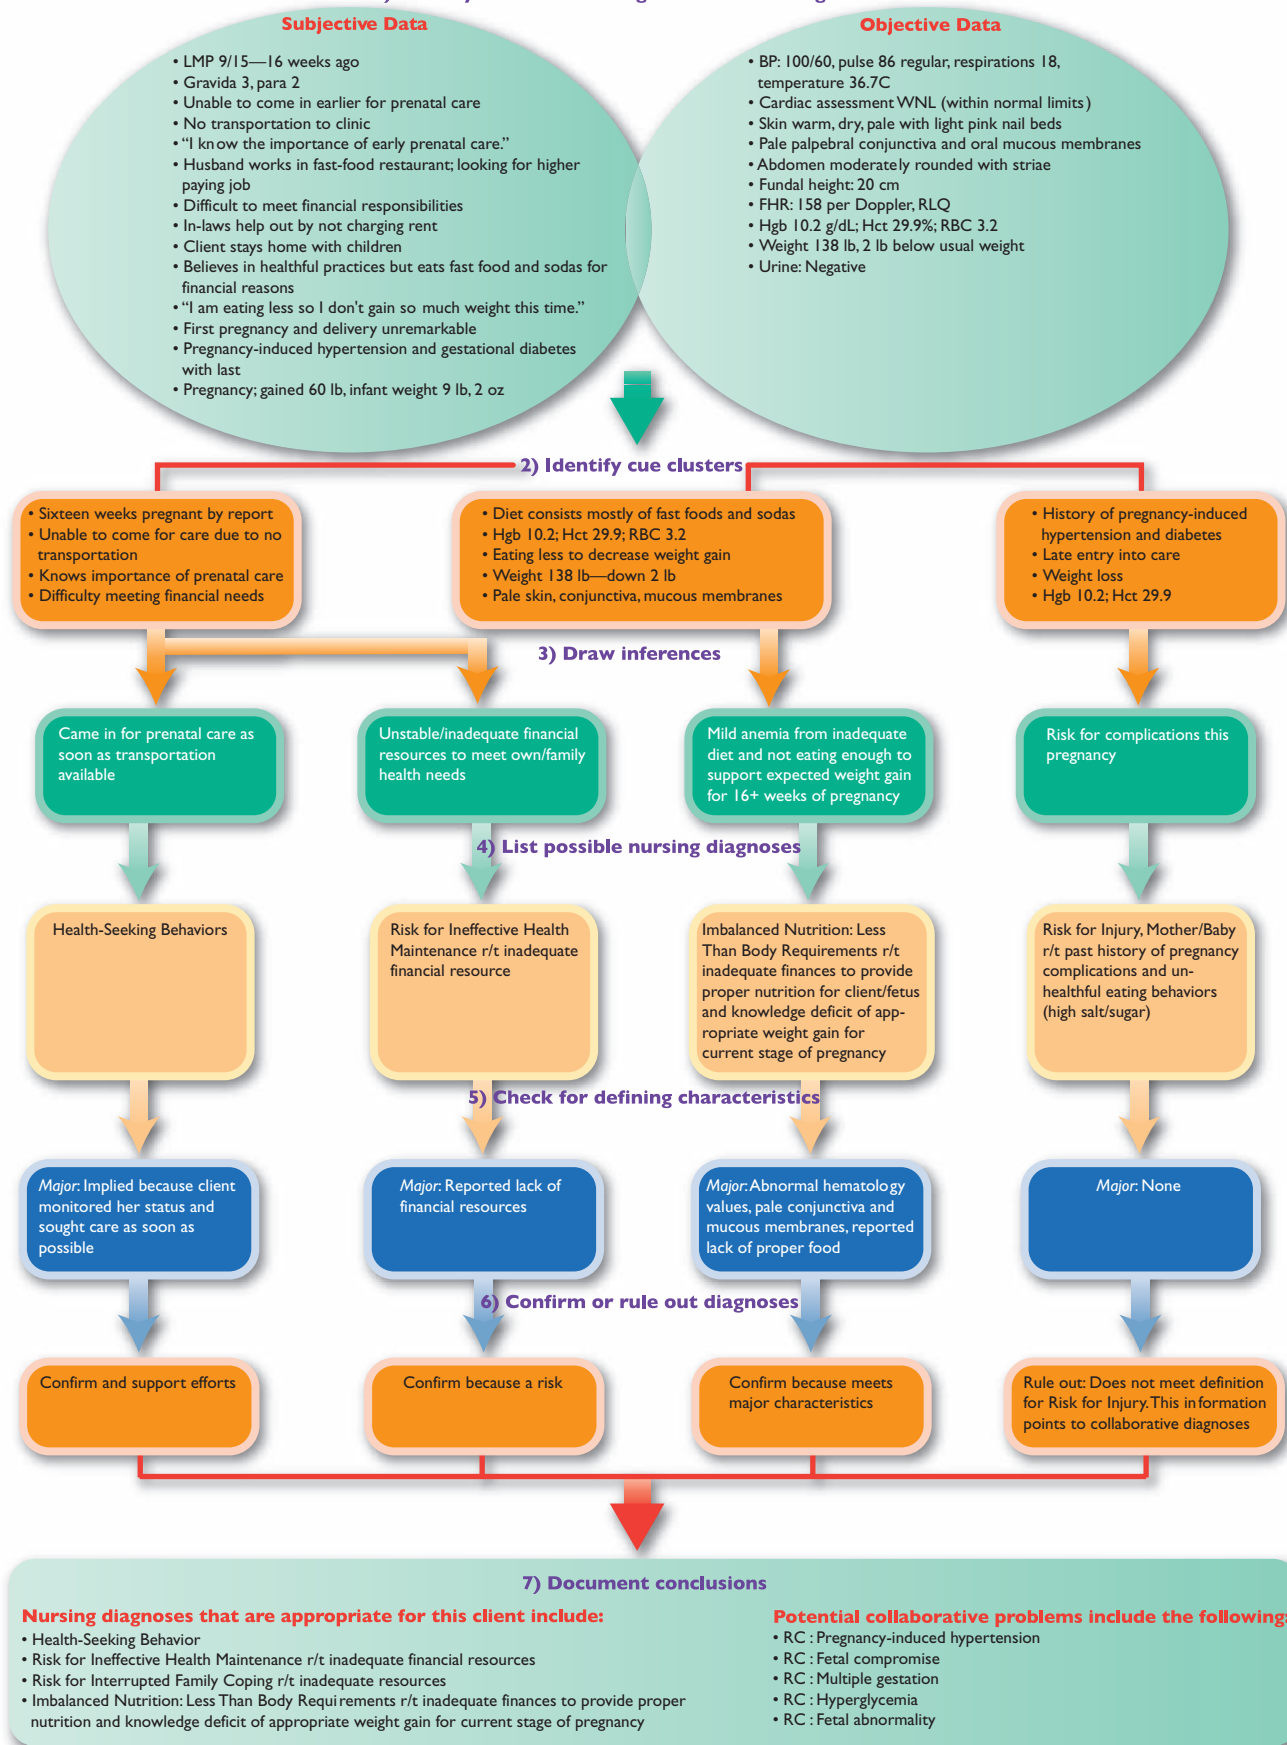 Subjective Data
• LMP 9/15—16 weeks ago
• Gravida 3, para 2
• Unable to come in earlier for prenatal care
• No transportation to clinic
• “I know the importance of early prenatal care.”
• Husband works in fast-food restaurant; looking for higher
paying job
• Difficult to meet financial responsibilities
• In-laws help out by not charging rent
• Client stays home with children
• Believes in healthful practices but eats fast food and sodas for
financial reasons
• “I am eating less so I don't gain so much weight this time.”
• First pregnancy and delivery unremarkable
• Pregnancy-induced hypertension and gestational diabetes
with last
• Pregnancy; gained 60 lb, infant weight 9 lb, 2 oz
Objective Data
• BP: 100/60, pulse 86 regular, respirations 18,
temperature 36.7C
• Cardiac assessment WNL (within normal limits)
• Skin warm, dry, pale with light pink nail beds
• Pale palpebral conjunctiva and oral mucous membranes
• Abdomen moderately rounded with striae
• Fundal height: 20 cm
• FHR: 158 per Doppler, RLQ
• Hgb 10.2 g/dL; Hct 29.9%; RBC 3.2
• Weight 138 lb, 2 lb below usual weight
• Urine: Negative
2) Identify cue clusters
• Sixteen weeks pregnant by report
• Unable to come for care due to no
transportation
• Knows importance of prenatal care
• Difficulty meeting financial needs
• Diet consists mostly of fast foods and sodas
• Hgb 10.2; Hct 29.9; RBC 3.2
• Eating less to decrease weight gain
• Weight 138 lb—down 2 lb
• Pale skin, conjunctiva, mucous membranes
• History of pregnancy-induced
hypertension and diabetes
• Late entry into care
• Weight loss
• Hgb 10.2; Hct 29.9
3) Draw inferences
Came in for prenatal care as
soon as transportation
available
Unstable/inadequate financial
resources to meet own/family
health needs
Mild anemia from inadequate
diet and not eating enough to
support expected weight gain
for 16+ weeks of pregnancy
Risk for complications this
pregnancy
4) List possible nursing diagnoses
Health-Seeking Behaviors
Risk for Ineffective Health
Maintenance r/t inadequate
financial resource
Imbalanced Nutrition: Less
Than Body Requirements r/t
inadequate finances to provide
proper nutrition for client/fetus
and knowledge deficit of app-
ropriate weight gain for
current stage of pregnancy
Risk for Injury, Mother/Baby
r/t past history of pregnancy
complications and un-
healthful eating behaviors
(high salt/sugar)
5) Check for defining characteristics
Major: Implied because client
monitored her status and
sought care as soon as
possible
Major: Reported lack of
financial resources
Major: Abnormal hematology
values, pale conjunctiva and
mucous membranes, reported
lack of proper food
Major: None
6) Confirm or rule out diagnoses
Confirm and support efforts
Confirm because a risk
Confirm because meets
major characteristics
Rule out: Does not meet definition
for Risk for Injury. This information
points to collaborative diagnoses
7) Document conclusions
Nursing diagnoses that are appropriate for this client include:
• Health-Seeking Behavior
• Risk for Ineffective Health Maintenance r/t inadequate financial resources
• Risk for Interrupted Family Coping r/t inadequate resources
• Imbalanced Nutrition: Less Than Body Requirements r/t inadequate finances to provide proper
nutrition and knowledge deficit of appropriate weight gain for current stage of pregnancy
Potential collaborative problems include the following:
• RC : Pregnancy-induced hypertension
• RC : Fetal compromise
• RC : Multiple gestation
• RC : Hyperglycemia
• RC : Fetal abnormality